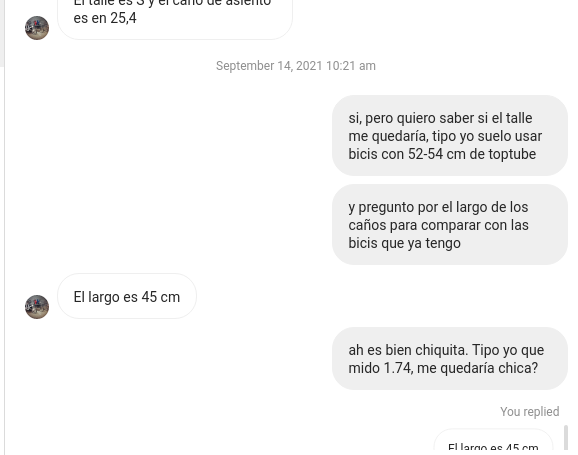 El talle es S y el caño de asiento
es en 25,4
September 14, 2021 10:21 am
si, pero quiero saber si el talle
me quedaría, tipo yo suelo usar
bicis con 52-54 cm de toptube
y pregunto por el largo de los
caños para comparar con las
bicis que ya tengo
El largo es 45 cm
ah es bien chiquita. Tipo yo que
mido 1.74, me quedaría chica?
You replied
El largo es 45 cm